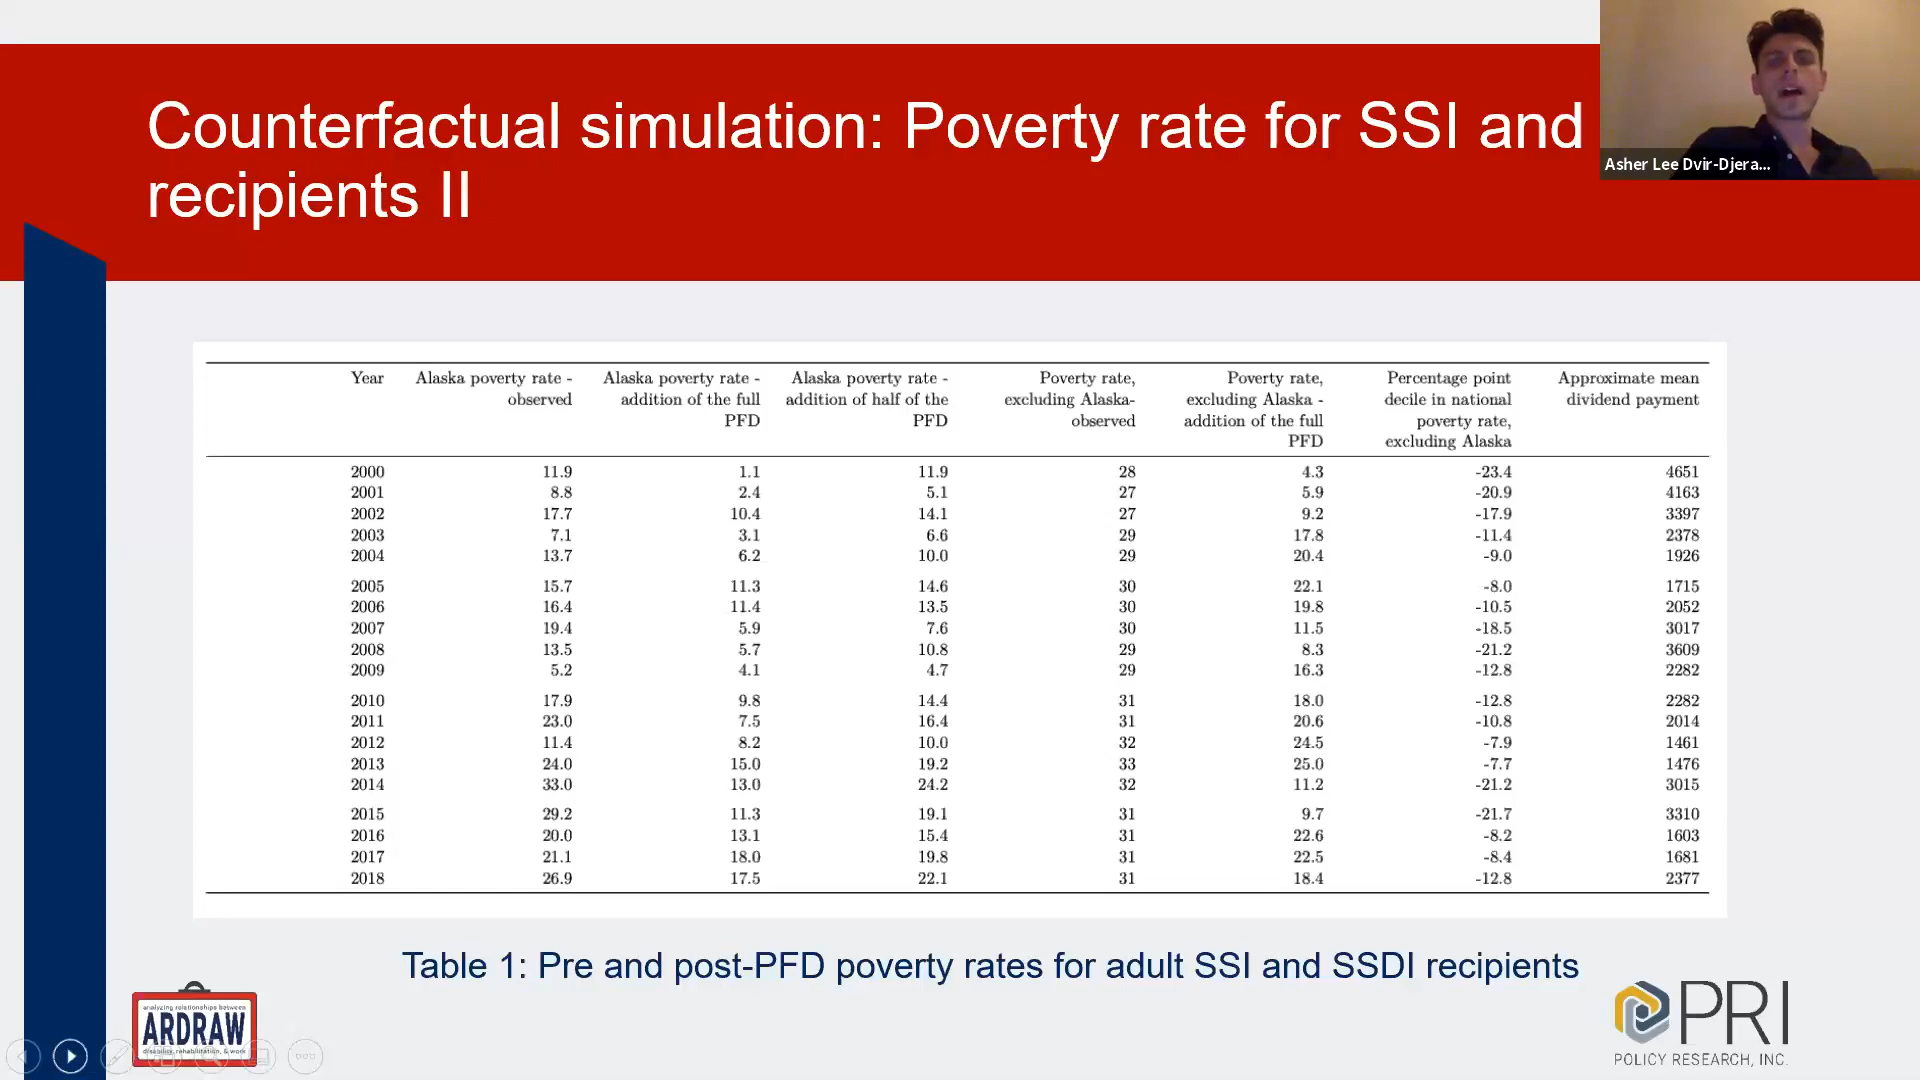 Counterfactual simulation: Poverty rate for SSI and
recipients II
Asher Lee Dvir-Djera...
Year Alaska poverty rate - Alaska poverty rate - Alaska poverty rate - Poverty rate, Poverty rate, Percentage point Approximate mean
observed addition of the full addition of half of the excluding Alaska- excluding Alaska - decile in national dividend payment
PFD PFD observed addition of the full poverty rate,
PFD excluding Alaska
2000 11.9 1.1 11.9 28 4.3 -23.4 4651
2001 8.8 2.4 5.1 27 5.9 -20.9 4163
2002 17.7 10.4 14.1 27 9.2 -17.9 3397
2003 7.1 3.1 6.6 29 17.8 -11.4 2378
2004 13.7 6.2 10.0 29 20.4 -9.0 1926
2005 15.7 11.3 14.6 30 22.1 -8.0 1715
2006 16.4 11.4 13.5 30 19.8 -10.5 2052
2007 19.4 5.9 7.6 30 11.5 -18.5 3017
2008 13.5 5.7 10.8 29 8.3 -21.2 3609
2009 5.2 4.1 4.7 29 16.3 -12.8 2282
2010 17.9 9.8 14.4 31 18.0 -12.8 2282
2011 23.0 7.5 16.4 31 20.6 -10.8 2014
2012 11.4 8.2 10.0 32 24.5 -7.9 1461
2013 24.0 15.0 19.2 33 25.0 -7.7 1476
2014 33.0 13.0 24.2 32 11.2 -21.2 3015
2015 29.2 11.3 19.1 31 9.7 -21.7 3310
2016 20.0 13.1 15.4 31 22.6 -8.2 1603
2017 21.1 18.0 19.8 31 22.5 -8.4 1681
2018 26.9 17.5 22.1 31 18.4 -12.8 2377
Table 1: Pre and post-PFD poverty rates for adult SSI and SSDI recipients
analyzing relationships between
ARDRAW
disability, rehabilitation, & work
PRI
POLICY RESEARCH, INC.